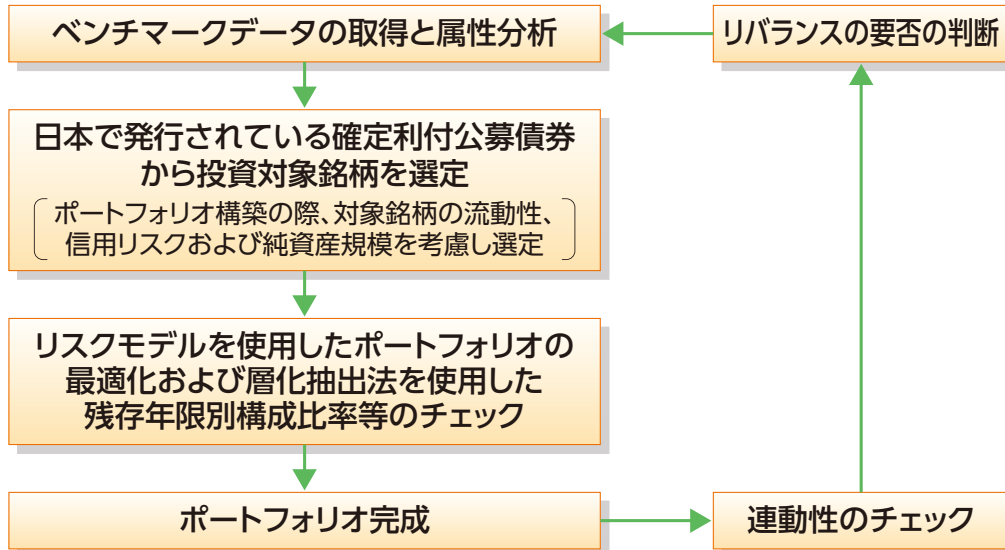 ベンチマークデータの取得と属性分析
リバランスの要否の判断
日本で発行されている確定利付公募債券
から投資対象銘柄を選定
ポートフォリオ構築の際、対象銘柄の流動性、
信用リスクおよび純資産規模を考慮し選定
リスクモデルを使用したポートフォリオの
最適化および層化抽出法を使用した
残存年限別構成比率等のチェック
ポートフォリオ完成
連動性のチェック